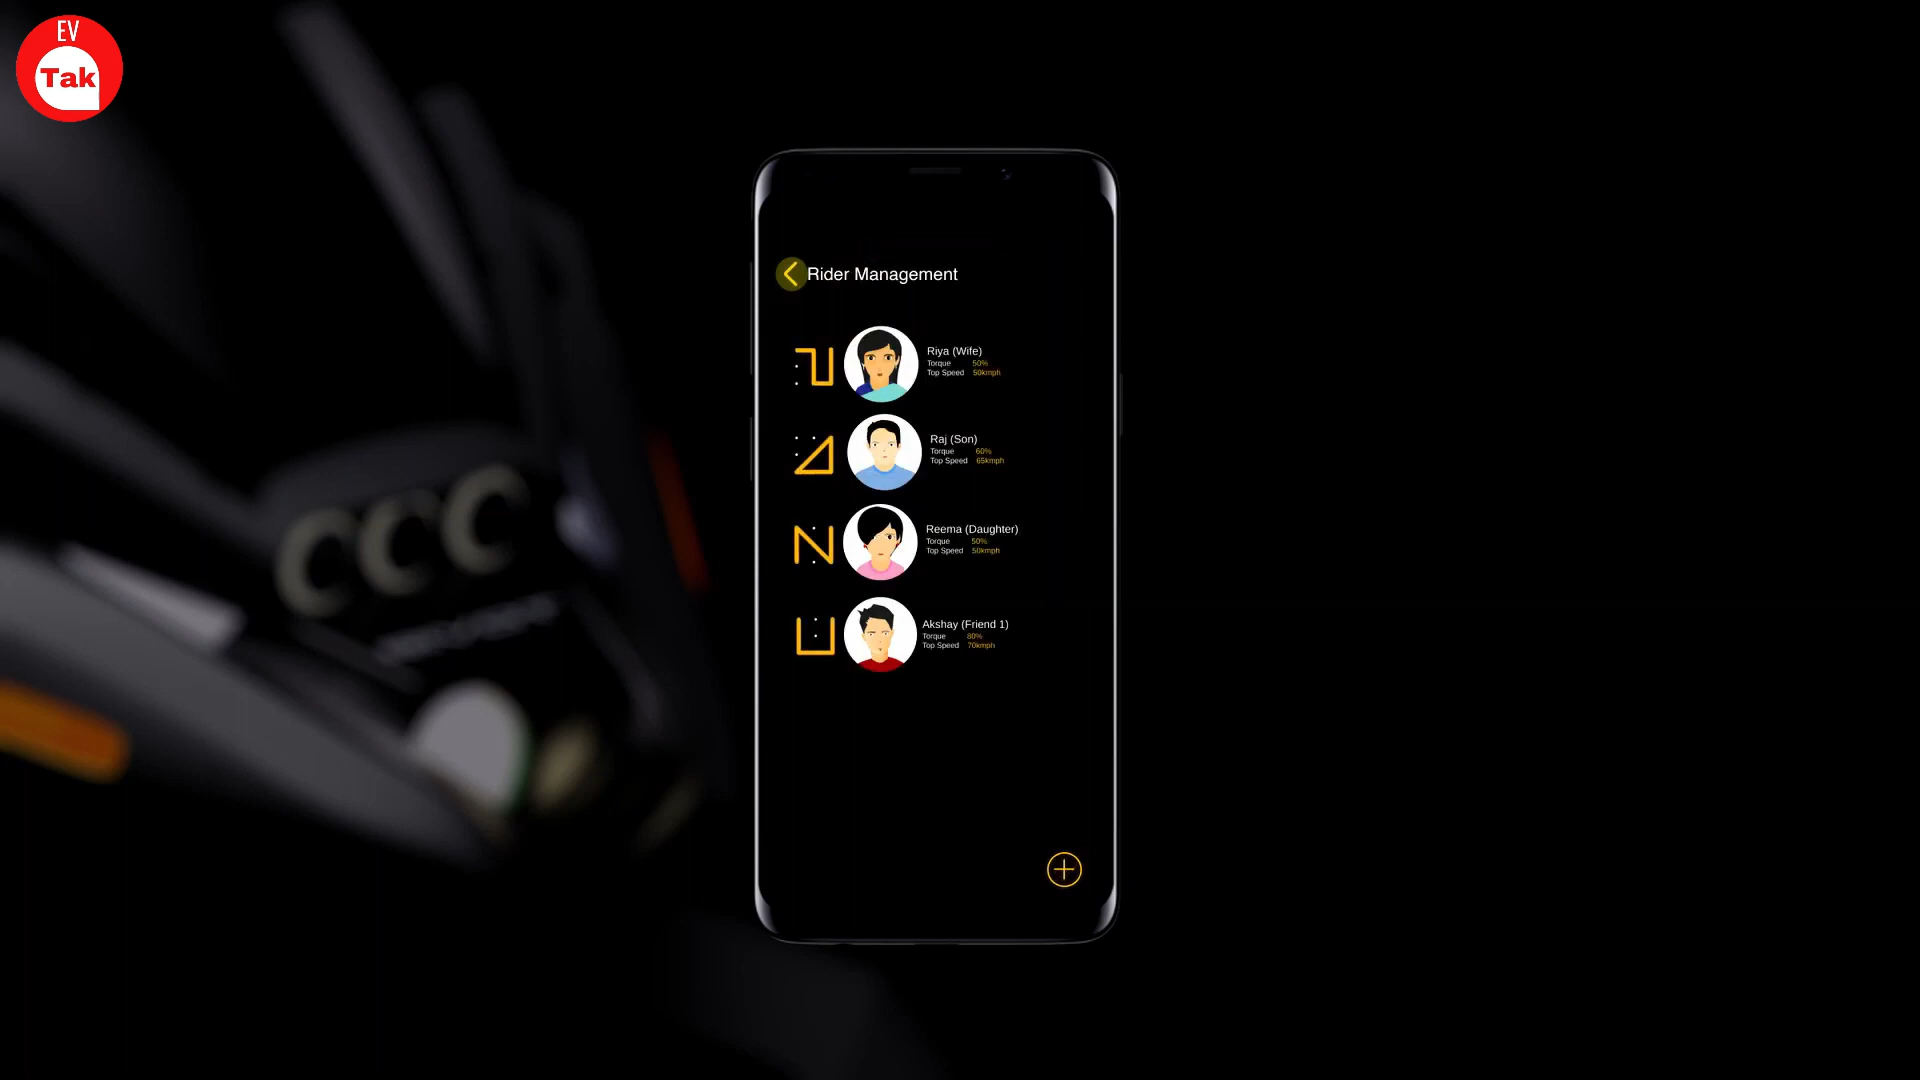 EV
Tak
Rider Management
Riya (Wife)
Torque 50%
Top Speed 50kmph
Raj (Son)
Torque 60%
Top Speed 65kmph
Reema (Daughter)
Torque 50%
Top Speed 50kmph
Akshay (Friend 1)
Torque 80%
Top Speed 70kmph